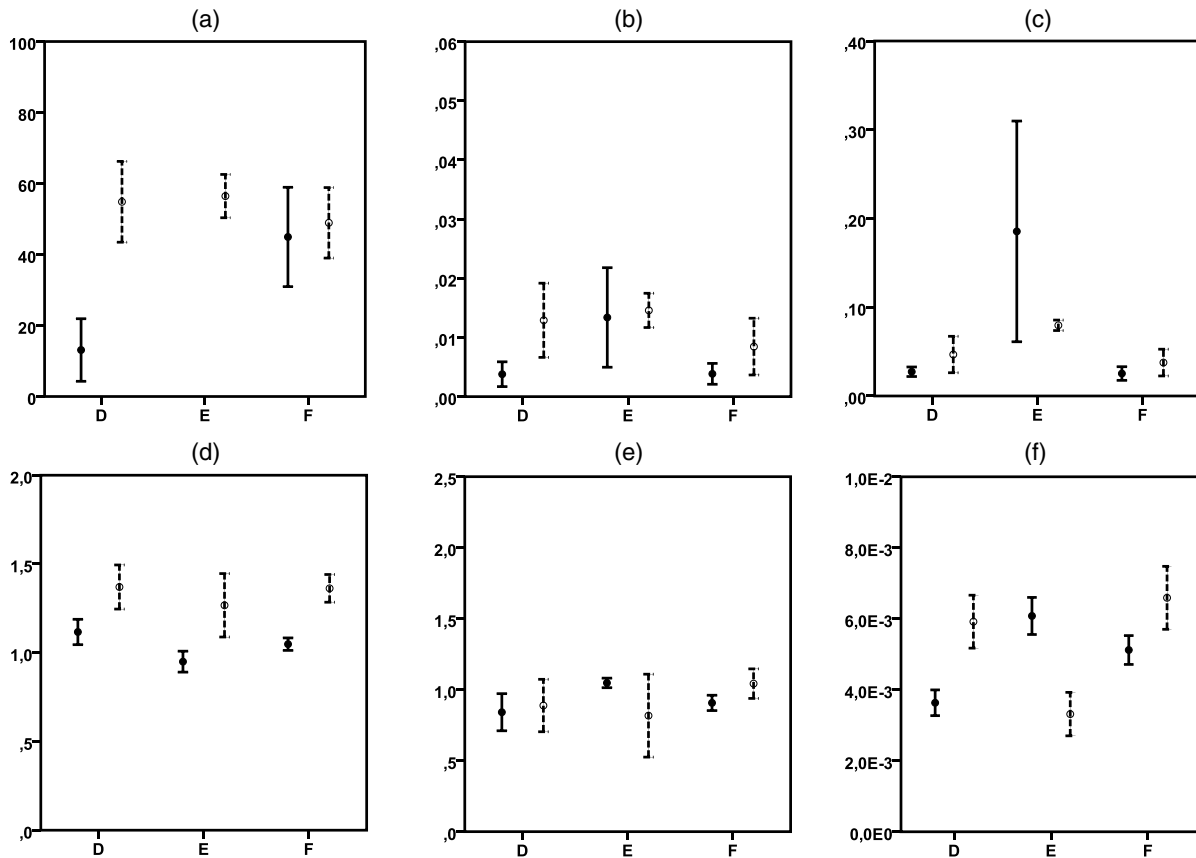 (a)
100
80
60
40
20
0
D E F
(b)
,06
,05
,04
,03
,02
,01
,00
D E F
(c)
,40
,30
,20
,10
,00
D E F
(d)
2,0
1,5
1,0
,5
,0
D E F
(e)
2,5
2,0
1,5
1,0
,5
,0
D E F
(f)
1,0E-2
8,0E-3
6,0E-3
4,0E-3
2,0E-3
0,0E0
D E F